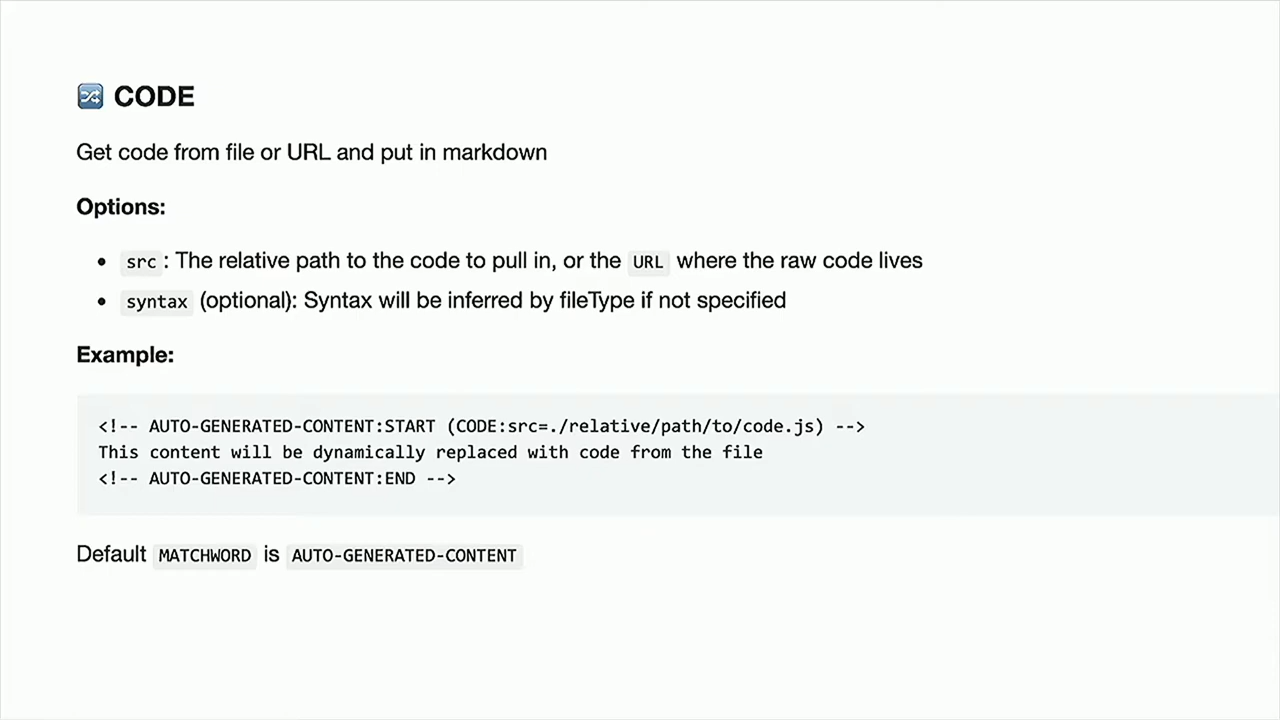 CODE
Get code from file or URL and put in markdown
Options:
src: The relative path to the code to pull in, or the URL where the raw code lives
syntax (optional): Syntax will be inferred by fileType if not specified
Example:
<!-- AUTO-GENERATED-CONTENT:START (CODE:src=./relative/path/to/code.js) -->
This content will be dynamically replaced with code from the file
<!-- AUTO-GENERATED-CONTENT:END -->
Default MATCHWORD is AUTO-GENERATED-CONTENT